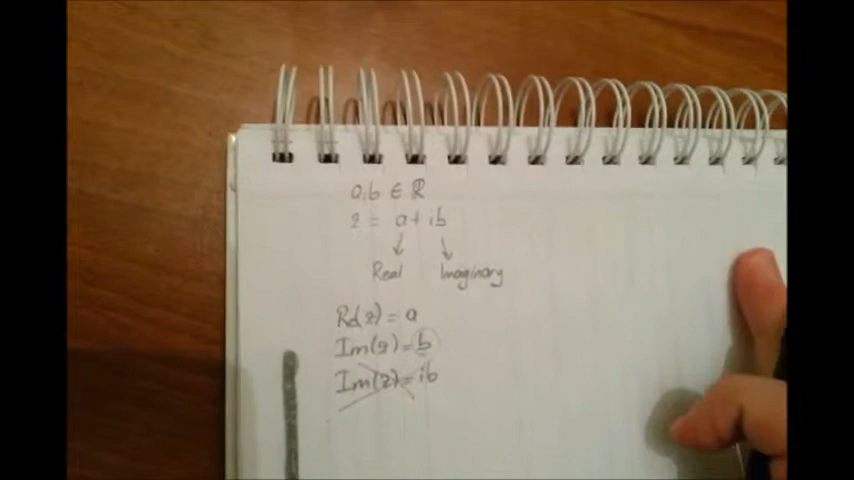 a,b ∈ ℝ
z = a + ib
Real Imaginary
Re(z) = a
Im(z) = b
Im(z) = ib